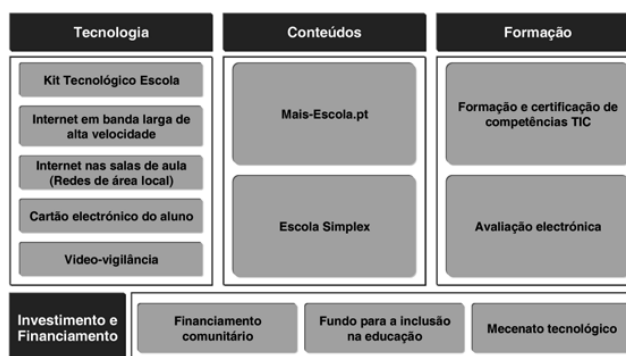 Tecnologia
Kit Tecnológico Escola
Internet em banda larga de
alta velocidade
Internet nas salas de aula
(Redes de área local)
Cartão electrónico do aluno
Video-vigilância
Conteúdos
Mais-Escola.pt
Escola Simplex
Formação
Formação e certificação de
competências TIC
Avaliação electrónica
Investimento e
Financiamento
Financiamento
comunitário
Fundo para a inclusão
na educação
Mecenato tecnológico